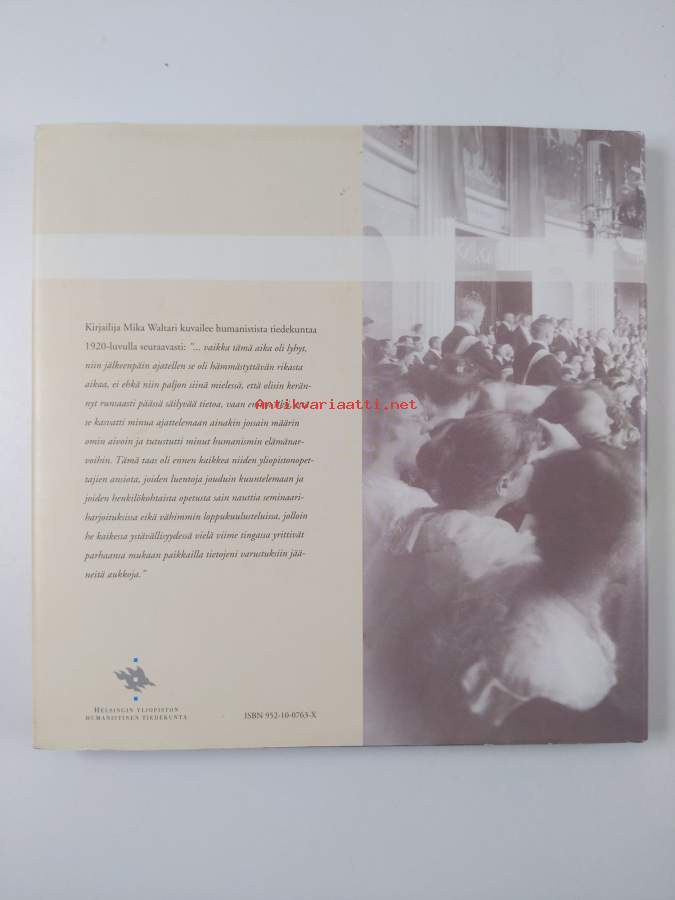 Kirjailija Mika Waltari kuvailee humanistista tiedekuntaa
1920-luvulla seuraavasti: "... vaikka tämä aika oli lyhyt,
niin jälkeenpäin ajatellen se oli hämmästyttävän rikasta
aikaa, ei ehkä niin paljon siinä mielessä, että olisin kerän-
nyt runsaasti päässä säilyvää tietoa, vaan
Antikvariaatti.net
se kasvatti minua ajattelemaan ainakin jossain määrin
omin aivoin ja tutustutti minut humanismin elämänar-
voihin. Tämä taas oli ennen kaikkea niiden yliopistonopet-
tajien ansiota, joiden luentoja jouduin kuuntelemaan ja
joiden henkilökohtaista opetusta sain nauttia seminaari-
harjoituksissa eikä vähimmin loppukuulusteluissa, jolloin
he kaikessa ystävällisyydessä vielä viime tingassa yrittivät
parhaansa mukaan paikkailla tietojeni varustuksiin jää-
neitä aukkoja."
HELSINGIN YLIOPISTON
HUMANISTINEN TIEDEKUNTA
ISBN 952-10-0763-X